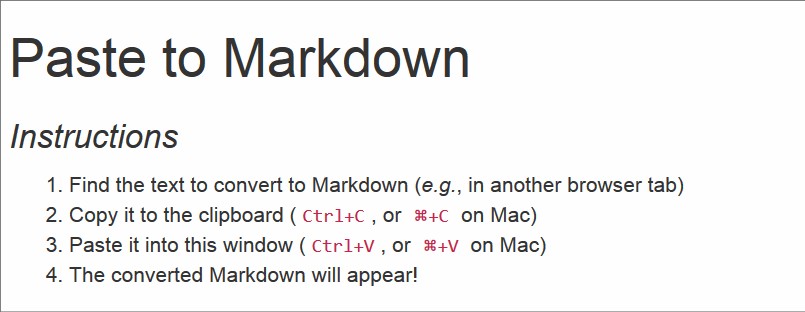 Paste to Markdown
Instructions
1. Find the text to convert to Markdown (e.g., in another browser tab)
2. Copy it to the clipboard ( Ctrl+C , or ⌘+C on Mac)
3. Paste it into this window ( Ctrl+V , or ⌘+V on Mac)
4. The converted Markdown will appear!